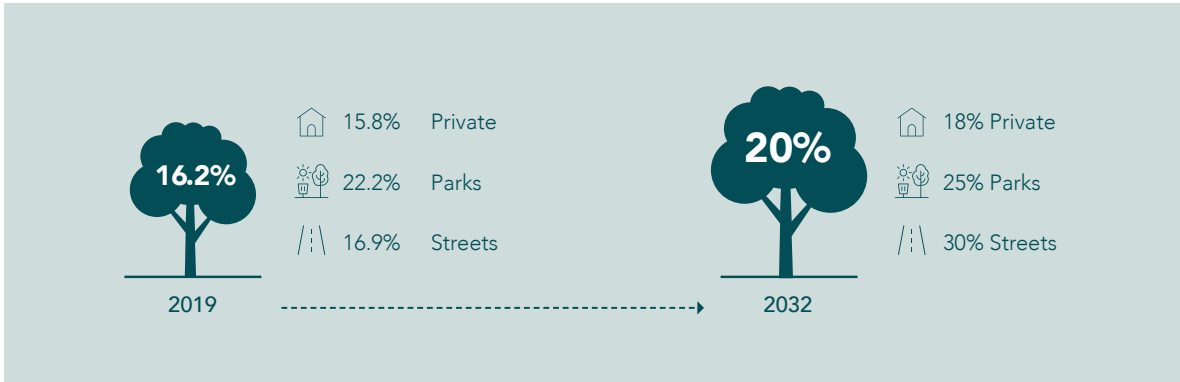 16.2%
15.8% Private
22.2% Parks
16.9% Streets
2019
20%
18% Private
25% Parks
30% Streets
2032